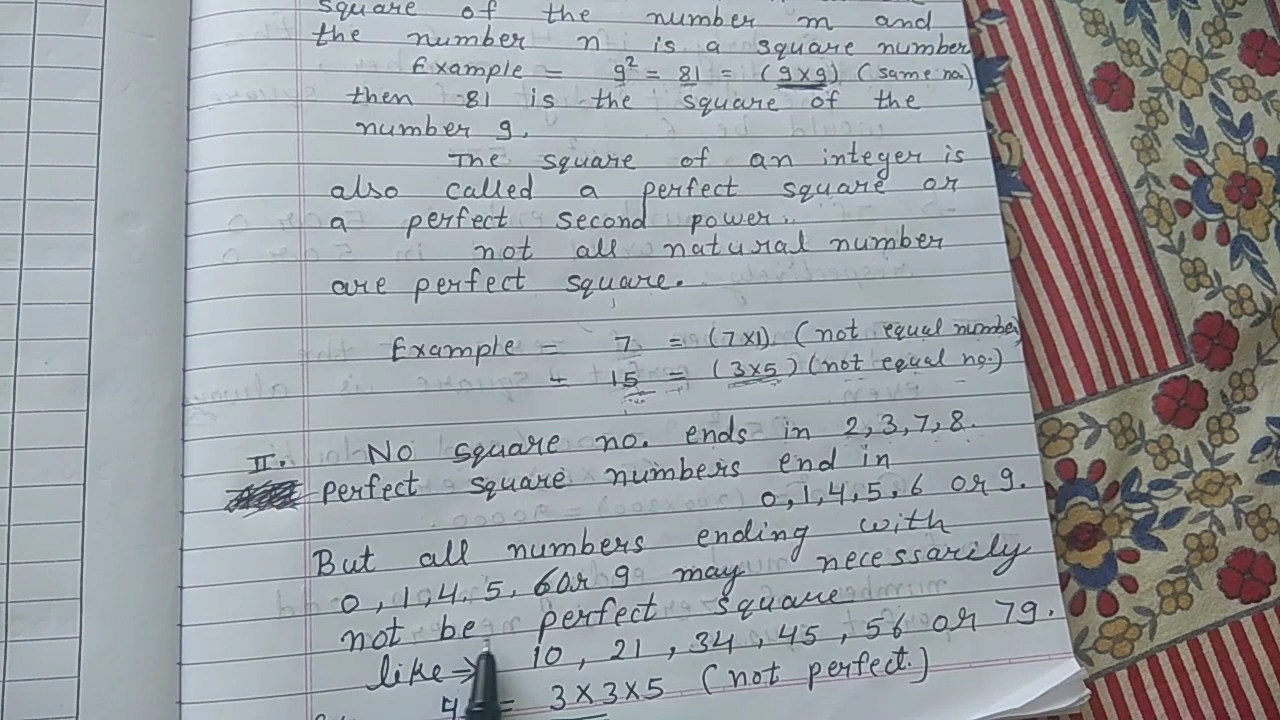 square of the number m and
the number n is a square number
Example = 9² = 81 = (9×9) (same no.)
then 81 is the square of the
number 9.
The square of an integer is
also called a perfect square or
a perfect second power.
not all natural number
are perfect square.
Example = 7 = (7×1) (not equal number)
15 = (3×5) (not equal no.)
II. No square no. ends in 2,3,7,8.
perfect square numbers end in
0,1,4,5,6 or 9.
But all numbers ending with
0,1,4,5,6 or 9 may necessarily
not be perfect square
like → 10, 21, 34, 45, 56 or 79.
4 = 3×3×5 (not perfect.)